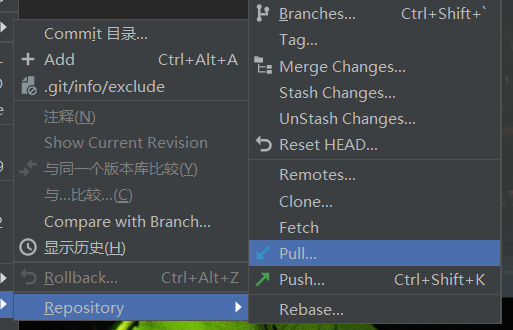 Commit 目录...
Add Ctrl+Alt+A
.git/info/exclude
注释(N)
Show Current Revision
与同一个版本库比较(Y)
与...比较...(C)
Compare with Branch...
显示历史(H)
Rollback... Ctrl+Alt+Z
Repository
Branches... Ctrl+Shift+`
Tag...
Merge Changes...
Stash Changes...
UnStash Changes...
Reset HEAD...
Remotes...
Clone...
Fetch
Pull...
Push... Ctrl+Shift+K
Rebase...